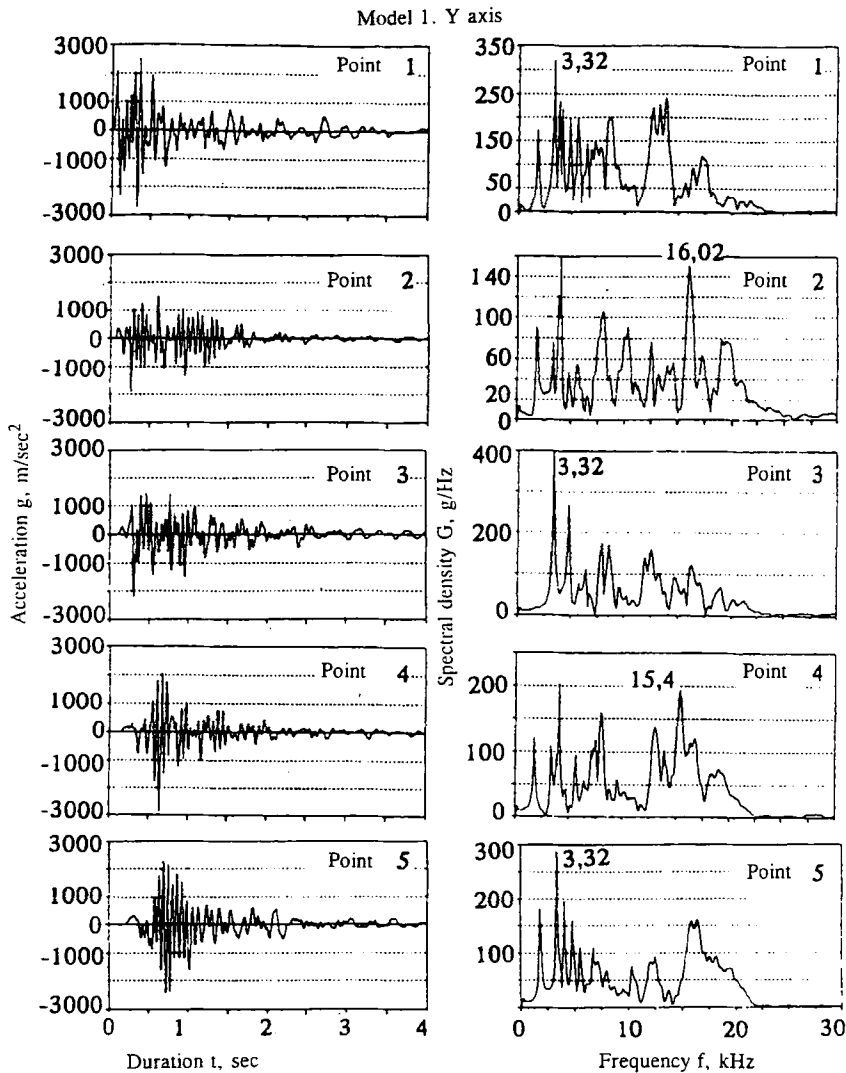 Model 1. Y axis
3000
1000
0
-1000
-3000
Point 1
350
250
150
50
0
3,32
Point 1
3000
1000
0
-1000
-3000
Point 2
140
100
60
20
0
16,02
Point 2
3000
1000
0
-1000
-3000
Point 3
400
200
0
3,32
Point 3
3000
1000
0
-1000
-3000
Point 4
200
100
0
15,4
Point 4
3000
1000
0
-1000
-3000
Point 5
300
200
100
3,32
Point 5
0 1 2 3 4
0 10 20 30
Acceleration g, m/sec²
Spectral density G, g/Hz
Duration t, sec
Frequency f, kHz